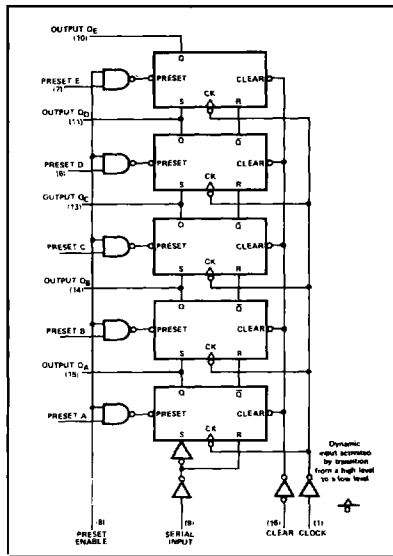 OUTPUT QE
(10)
Q
PRESET E
(7)
PRESET
CLEAR
S
CK
R
OUTPUT QD
(11)
Q
Q
PRESET D
(6)
PRESET
CLEAR
S
CK
R
OUTPUT QC
(13)
Q
Q
PRESET C
PRESET
CLEAR
S
CK
R
OUTPUT QB
(14)
Q
Q
PRESET B
PRESET
CLEAR
S
CK
R
OUTPUT QA
(15)
Q
Q
PRESET A
PRESET
CLEAR
S
CK
R
Dynamic
input activated
by transition
from a high level
to a low level
(8)
(9)
(16)
(1)
PRESET
ENABLE
SERIAL
INPUT
CLEAR CLOCK